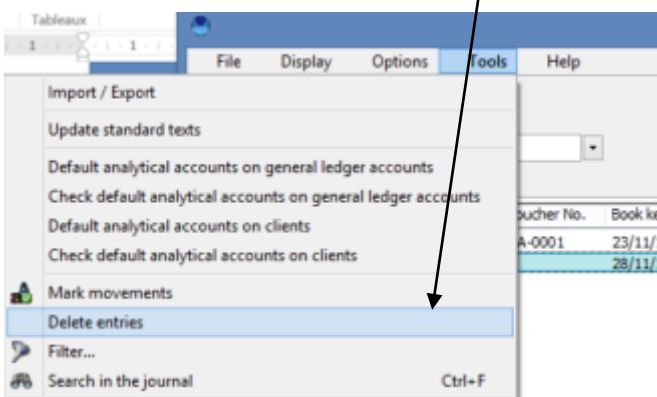 Tableaux
1 1
File Display Options Tools Help
Import / Export
Update standard texts
Default analytical accounts on general ledger accounts
Check default analytical accounts on general ledger accounts
Default analytical accounts on clients
Check default analytical accounts on clients
Mark movements
Delete entries
Filter...
Search in the journal Ctrl+F
No. Book
A-0001 23/11/
28/11/